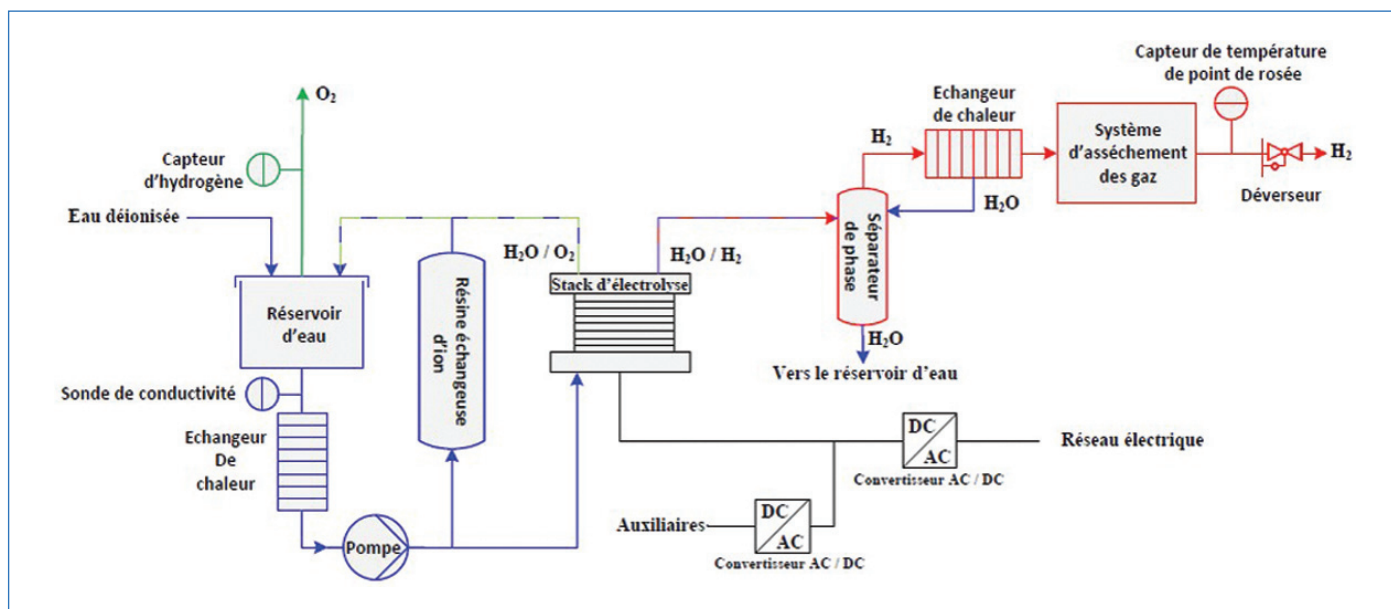 Capteur de température
de point de rosée
O₂
Echangeur
de chaleur
Capteur
d'hydrogène
H₂
Système
d'asséchement
des gaz
H₂
Déverseur
Eau déionisée
H₂O
H₂O / O₂
H₂O / H₂
Séparateur
de phase
Résine échangeuse
d'ion
Stack d'électrolyse
Réservoir
d'eau
H₂O
Vers le réservoir d'eau
Sonde de conductivité
Echangeur
De
chaleur
DC
AC
Réseau électrique
Convertisseur AC / DC
Auxiliaires
DC
AC
Pompe
Convertisseur AC / DC